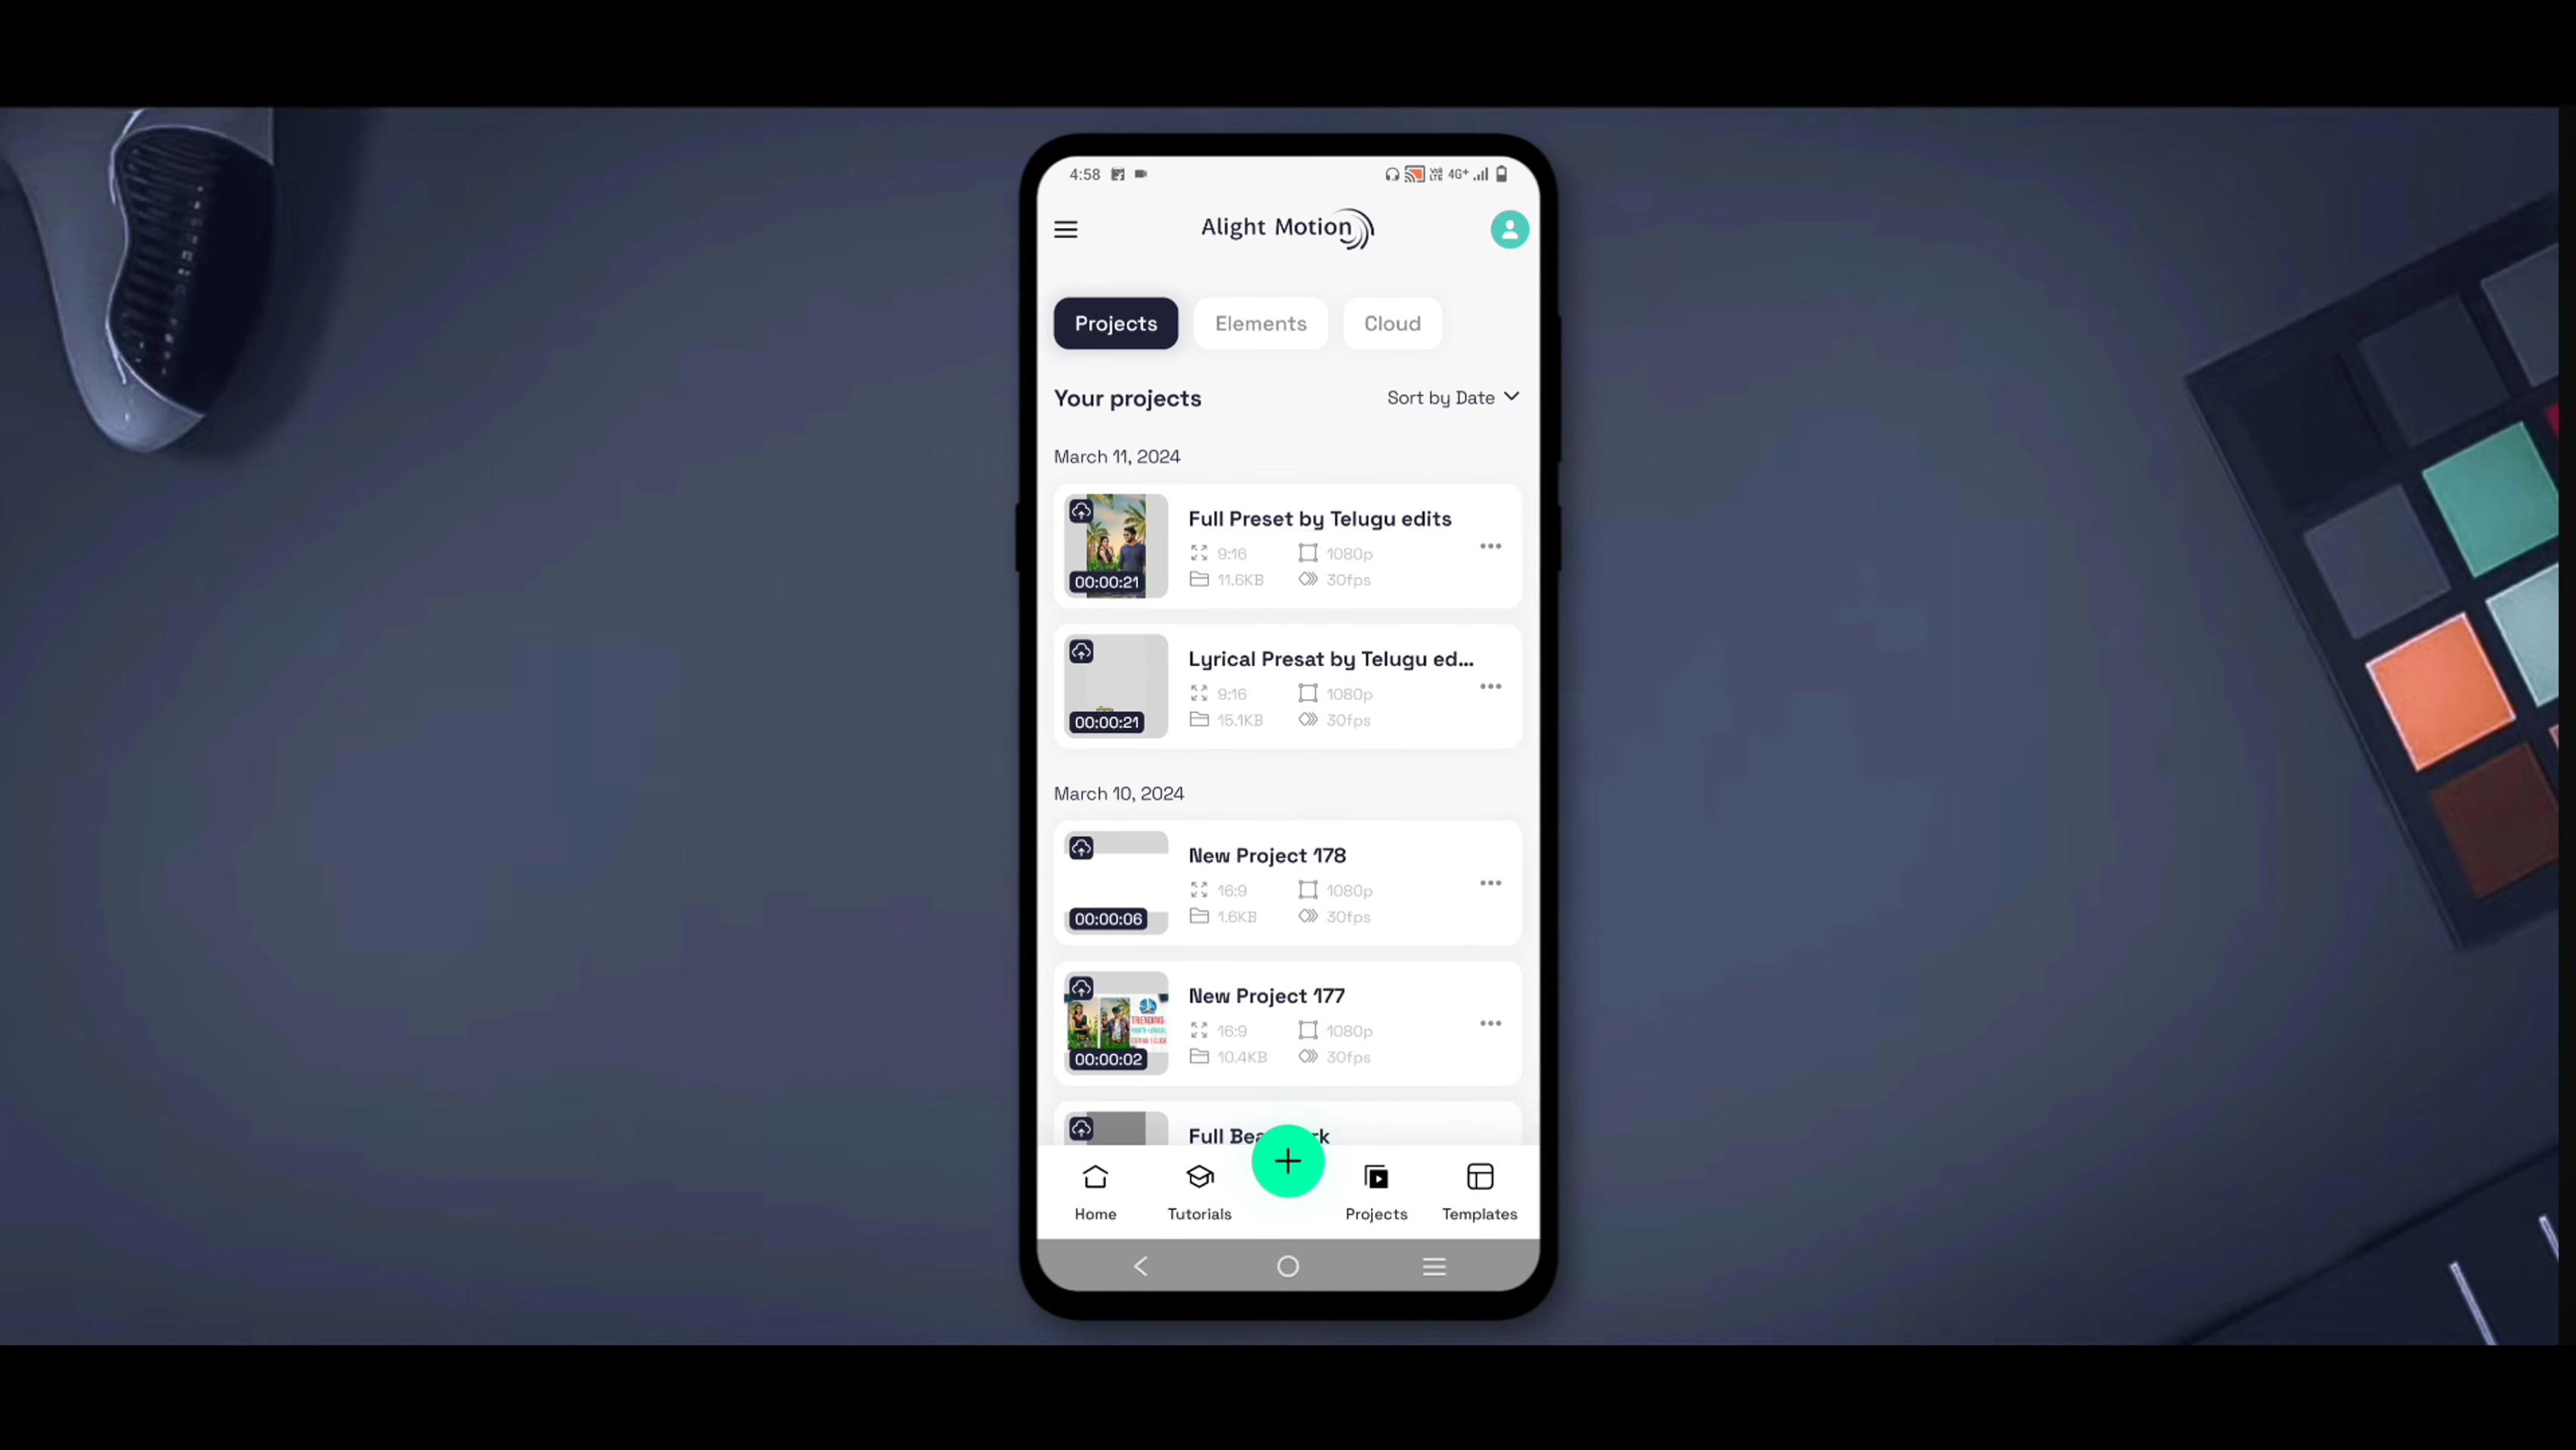 4:58
4G+
Alight Motion
Projects
Elements
Cloud
Your projects
Sort by Date
March 11, 2024
Full Preset by Telugu edits
9:16
1080p
00:00:21
11.6KB
30fps
Lyrical Presat by Telugu ed...
9:16
1080p
00:00:21
15.1KB
30fps
March 10, 2024
New Project 178
16:9
1080p
00:00:06
1.6KB
30fps
New Project 177
TRENDING
16:9
1080p
00:00:02
10.4KB
30fps
Full
Home
Tutorials
Projects
Templates